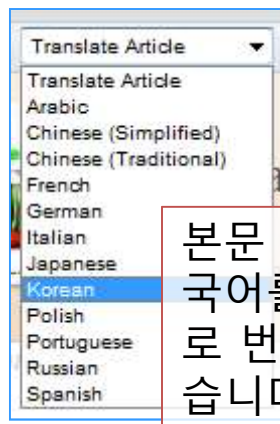 Translate Article
Translate Article
Arabic
Chinese (Simplified)
Chinese (Traditional)
French
German
Italian
Japanese
Korean
Polish
Portuguese
Russian
Spanish
본문
국어를
로 번
습니다